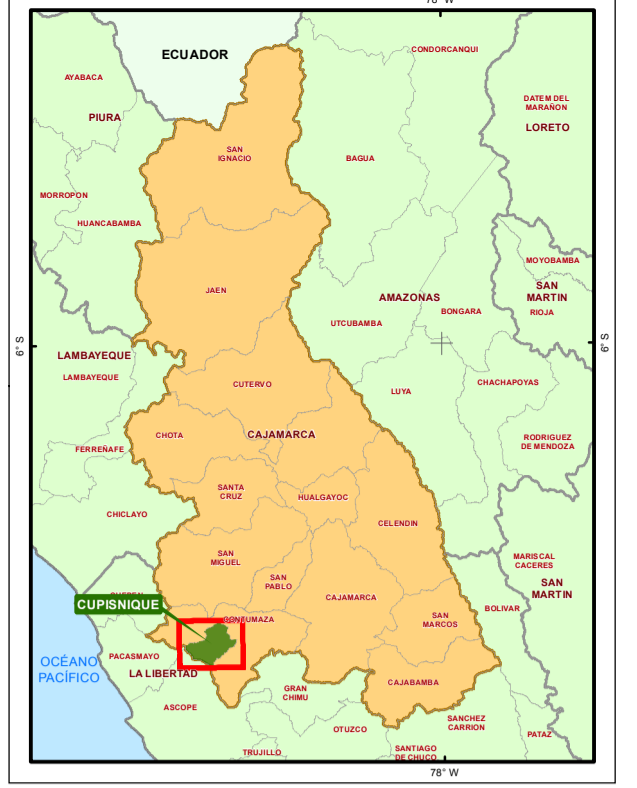 78° W
ECUADOR
CONDORCANQUI
AYABACA
DATEM DEL
MARAÑON
PIURA
LORETO
SAN
IGNACIO
BAGUA
MORROPON
HUANCABAMBA
MOYOBAMBA
JAEN
SAN
MARTIN
AMAZONAS
BONGARA
RIOJA
UTCUBAMBA
6° S
6° S
LAMBAYEQUE
LAMBAYEQUE
CUTERVO
LUYA
CHACHAPOYAS
CHOTA
CAJAMARCA
FERREÑAFE
RODRIGUEZ
DE MENDOZA
SANTA
CRUZ
HUALGAYOC
CHICLAYO
CELENDIN
SAN
MIGUEL
MARISCAL
CACERES
SAN
PABLO
SAN
MARTIN
CAJAMARCA
CUPISNIQUE
BOLIVAR
CONTUMAZA
SAN
MARCOS
PACASMAYO
OCÉANO
PACÍFICO
LA LIBERTAD
CAJABAMBA
GRAN
CHIMU
ASCOPE
SANCHEZ
CARRION
OTUZCO
PATAZ
TRUJILLO
SANTIAGO
DE CHUCO
78° W